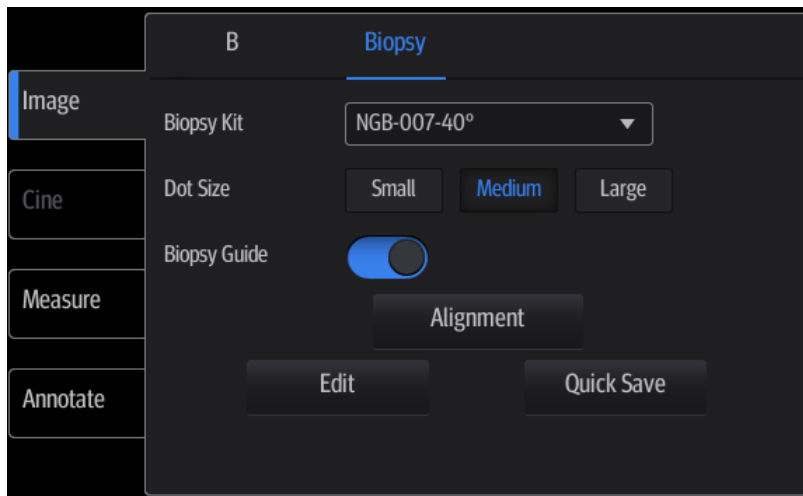 B
Biopsy
Image
Biopsy Kit
NGB-007-40º
Cine
Dot Size
Small
Medium
Large
Biopsy Guide
Measure
Alignment
Annotate
Edit
Quick Save